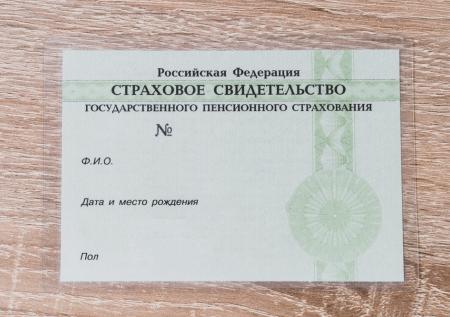 Российская Федерация
СТРАХОВОЕ СВИДЕТЕЛЬСТВО
ГОСУДАРСТВЕННОГО ПЕНСИОННОГО СТРАХОВАНИЯ
№
Ф.И.О.
Дата и место рождения
Пол